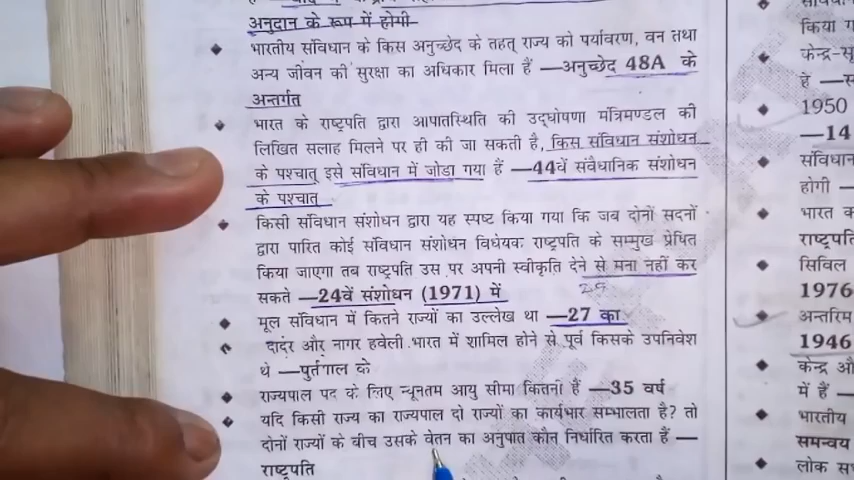 अनुदान के रूप में होगी
भारतीय संविधान के किस अनुच्छेद के तहत् राज्य को पर्यावरण, वन तथा
अन्य जीवन की सुरक्षा का अधिकार मिला हैं —अनुच्छेद 48A के
अन्तर्गत
भारत के राष्ट्रपति द्वारा आपातस्थिति की उद्घोषणा मंत्रिमण्डल की
लिखित सलाह मिलने पर ही की जा सकती है, किस संविधान संशोधन
के पश्चात् इसे संविधान में जोडा गया हैं —44वें संवैधानिक संशोधन
के पश्चात्
किसी संविधान संशोधन द्वारा यह स्पष्ट किया गया कि जब दोनों सदनों
द्वारा पारित कोई संविधान संशोधन विधेयक राष्ट्रपति के सम्मुख प्रेषित
किया जाएगा तब राष्ट्रपति उस पर अपनी स्वीकृति देने से मना नहीं कर
सकते —24वें संशोधन (1971) में
मूल संविधान में कितने राज्यों का उल्लेख था —27 का
दादर और नागर हवेली भारत में शामिल होने से पूर्व किसके उपनिवेश
थे —पुर्तगाल के
राज्यपाल पद के लिए न्यूनतम आयु सीमा कितनी हैं —35 वर्ष
यदि किसी राज्य का राज्यपाल दो राज्यों का कार्यभार सम्भालता है? तो
दोनों राज्यों के बीच उसके वेतन का अनुपात कौन निर्धारित करता हैं —
राष्ट्रपति
किया ग
केन्द्र-सू
है —स
1950
—14
संविधान
होगी —
भारत क
राष्ट्रपति
सिविल
1976
अन्तरिम
1946
केन्द्र औ
में हैं —
भारतीय
समन्वय
लोक सभ